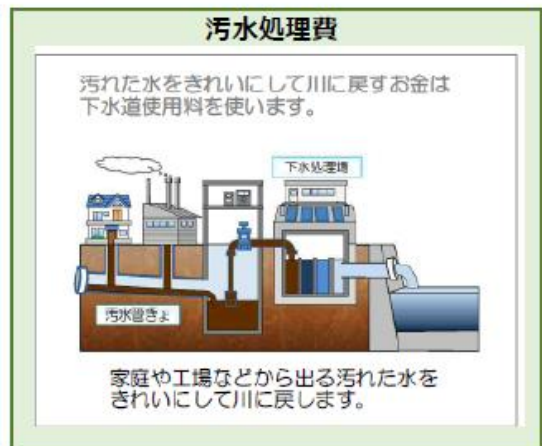 汚水処理費
汚れた水をきれいにして川に戻すお金は
下水道使用料を使います。
下水処理場
汚水管きょ
家庭や工場などから出る汚れた水を
きれいにして川に戻します。